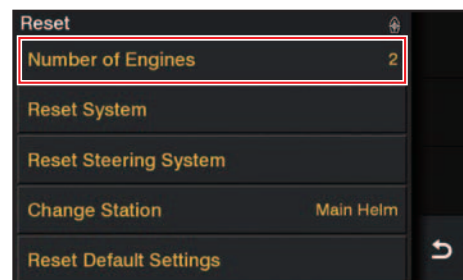 Reset
Number of Engines 2
Reset System
Reset Steering System
Change Station Main Helm
Reset Default Settings